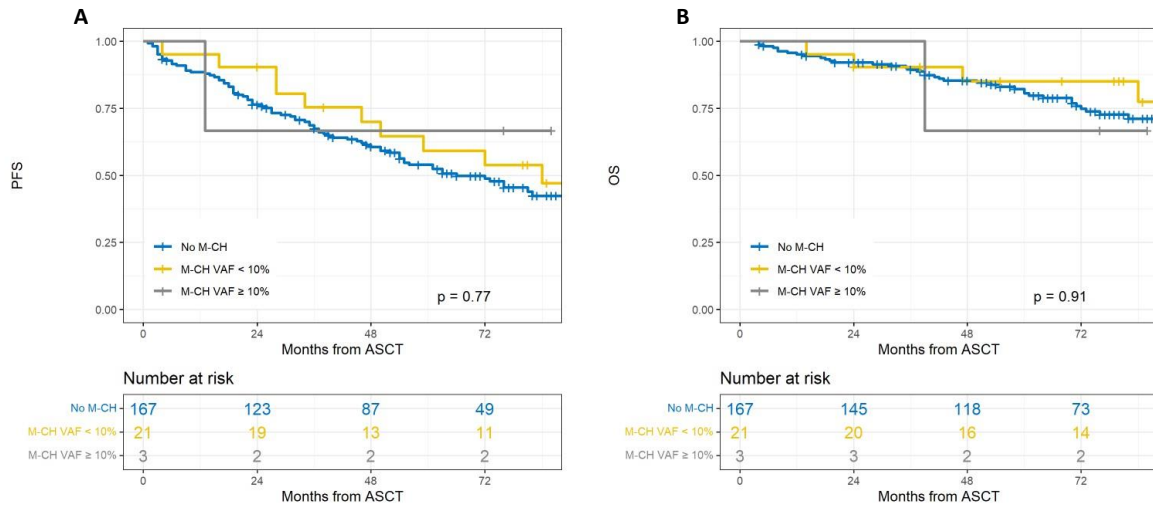 A
1.00
0.75
0.50
0.25
0.00
PFS
No M-CH
M-CH VAF < 10%
M-CH VAF ≥ 10%
p = 0.77
0 24 48 72
Months from ASCT
Number at risk
No M-CH 167 123 87 49
M-CH VAF < 10% 21 19 13 11
M-CH VAF ≥ 10% 3 2 2 2
0 24 48 72
Months from ASCT
B
1.00
0.75
0.50
0.25
0.00
OS
No M-CH
M-CH VAF < 10%
M-CH VAF ≥ 10%
p = 0.91
0 24 48 72
Months from ASCT
Number at risk
No M-CH 167 145 118 73
M-CH VAF < 10% 21 20 16 14
M-CH VAF ≥ 10% 3 3 2 2
0 24 48 72
Months from ASCT